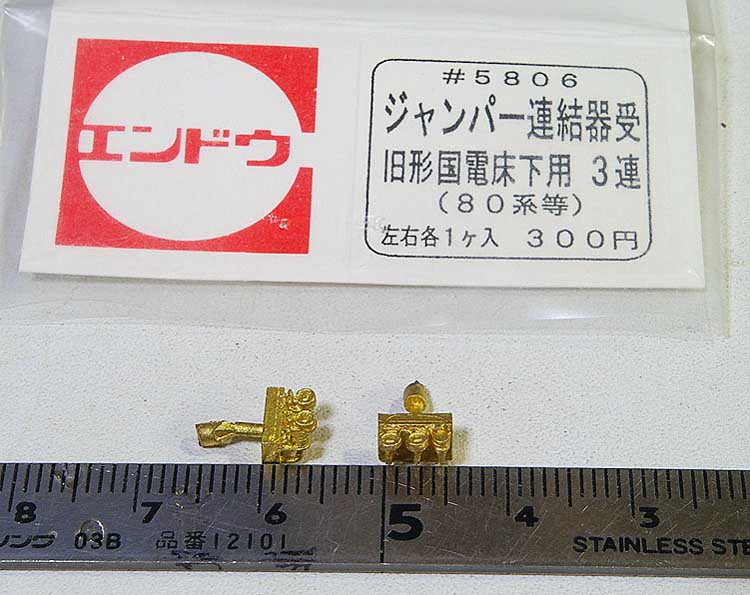 エンドウ
#5806
ジャンパー連結器受
旧形国電床下用 3連
(80系等)
左右各1ヶ入 300円
8 7 6 5 4 3
03B 品番12101
STAINLESS STE